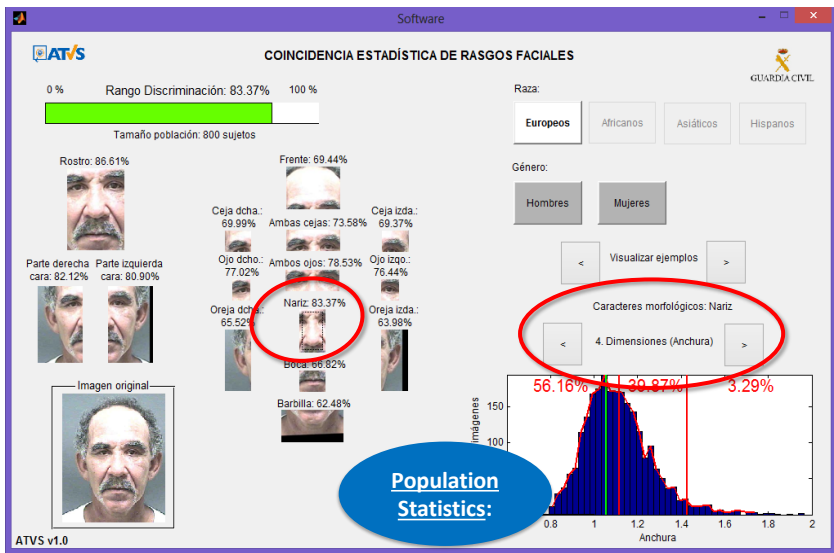 Software
ATVS
COINCIDENCIA ESTADÍSTICA DE RASGOS FACIALES
GUARDIA CIVIL
0 %
Rango Discriminación: 83.37%
100 %
Tamaño población: 800 sujetos
Raza:
Europeos
Africanos
Asiáticos
Hispanos
Género:
Hombres
Mujeres
Rostro: 86.61%
Frente: 69.44%
Ceja dcha.:
69.99%
Ambas cejas: 73.58%
Ceja izda.:
69.37%
Ojo dcho.:
77.02%
Ambos ojos: 78.53%
Ojo izqo.:
76.44%
Parte derecha
cara: 82.12%
Parte izquierda
cara: 80.90%
Oreja dcha.:
65.52%
Nariz: 83.37%
Oreja izda.:
63.98%
Boca: 66.82%
Barbilla: 62.48%
<
Visualizar ejemplos
>
Caracteres morfológicos: Nariz
<
4. Dimensiones (Anchura)
>
Imagen original
56.16%
39.87%
3.29%
imágenes
150
100
0.8
1
1.2
1.4
1.6
1.8
2
Anchura
Population
Statistics:
ATVS v1.0